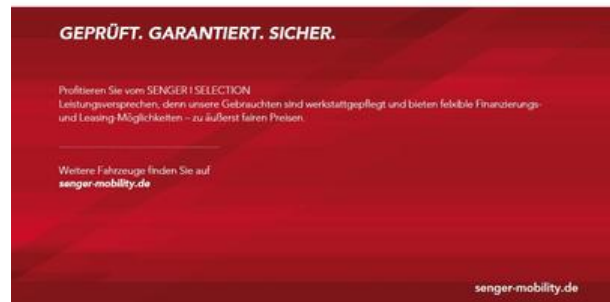 GEPRÜFT. GARANTIERT. SICHER.
Profitieren Sie vom SENGER I SELECTION
Leistungsversprechen, denn unsere Gebrauchten sind werkstattgepflegt und bieten felxible Finanzierungs-
und Leasing-Möglichkeiten – zu äußerst fairen Preisen.
Weitere Fahrzeuge finden Sie auf
senger-mobility.de
senger-mobility.de